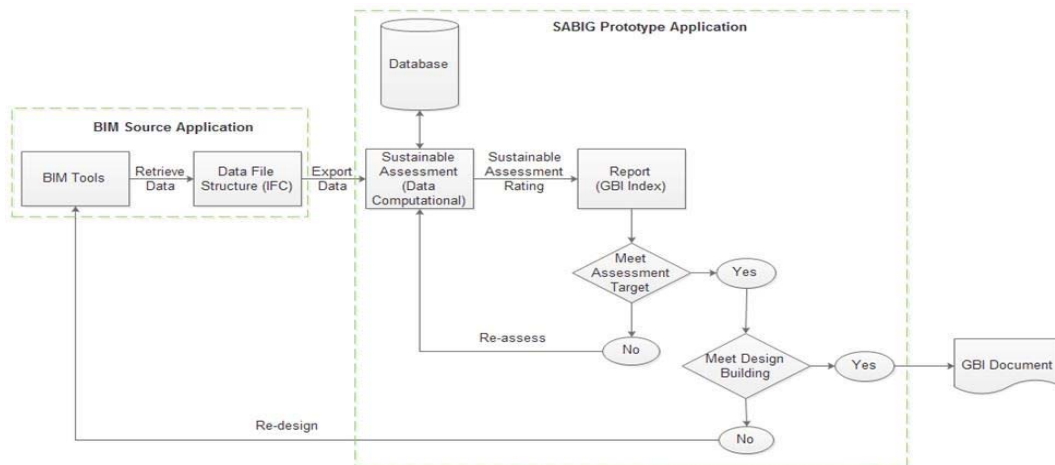 SABIG Prototype Application
Database
BIM Source Application
BIM Tools
Retrieve
Data
Data File
Structure (IFC)
Export
Data
Sustainable
Assessment
(Data
Computational)
Sustainable
Assessment
Rating
Report
(GBI Index)
Meet
Assessment
Target
Yes
No
Re-assess
Meet Design
Building
Yes
GBI Document
No
Re-design